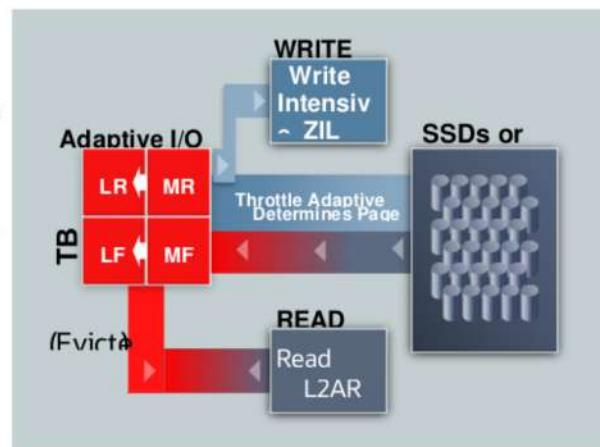 WRITE
Write
Intensiv
ZIL
Adaptive I/O
SSDs or
LR
MR
Throttle Adaptive
Determines Page
TB
LF
MF
READ
Read
L2AR